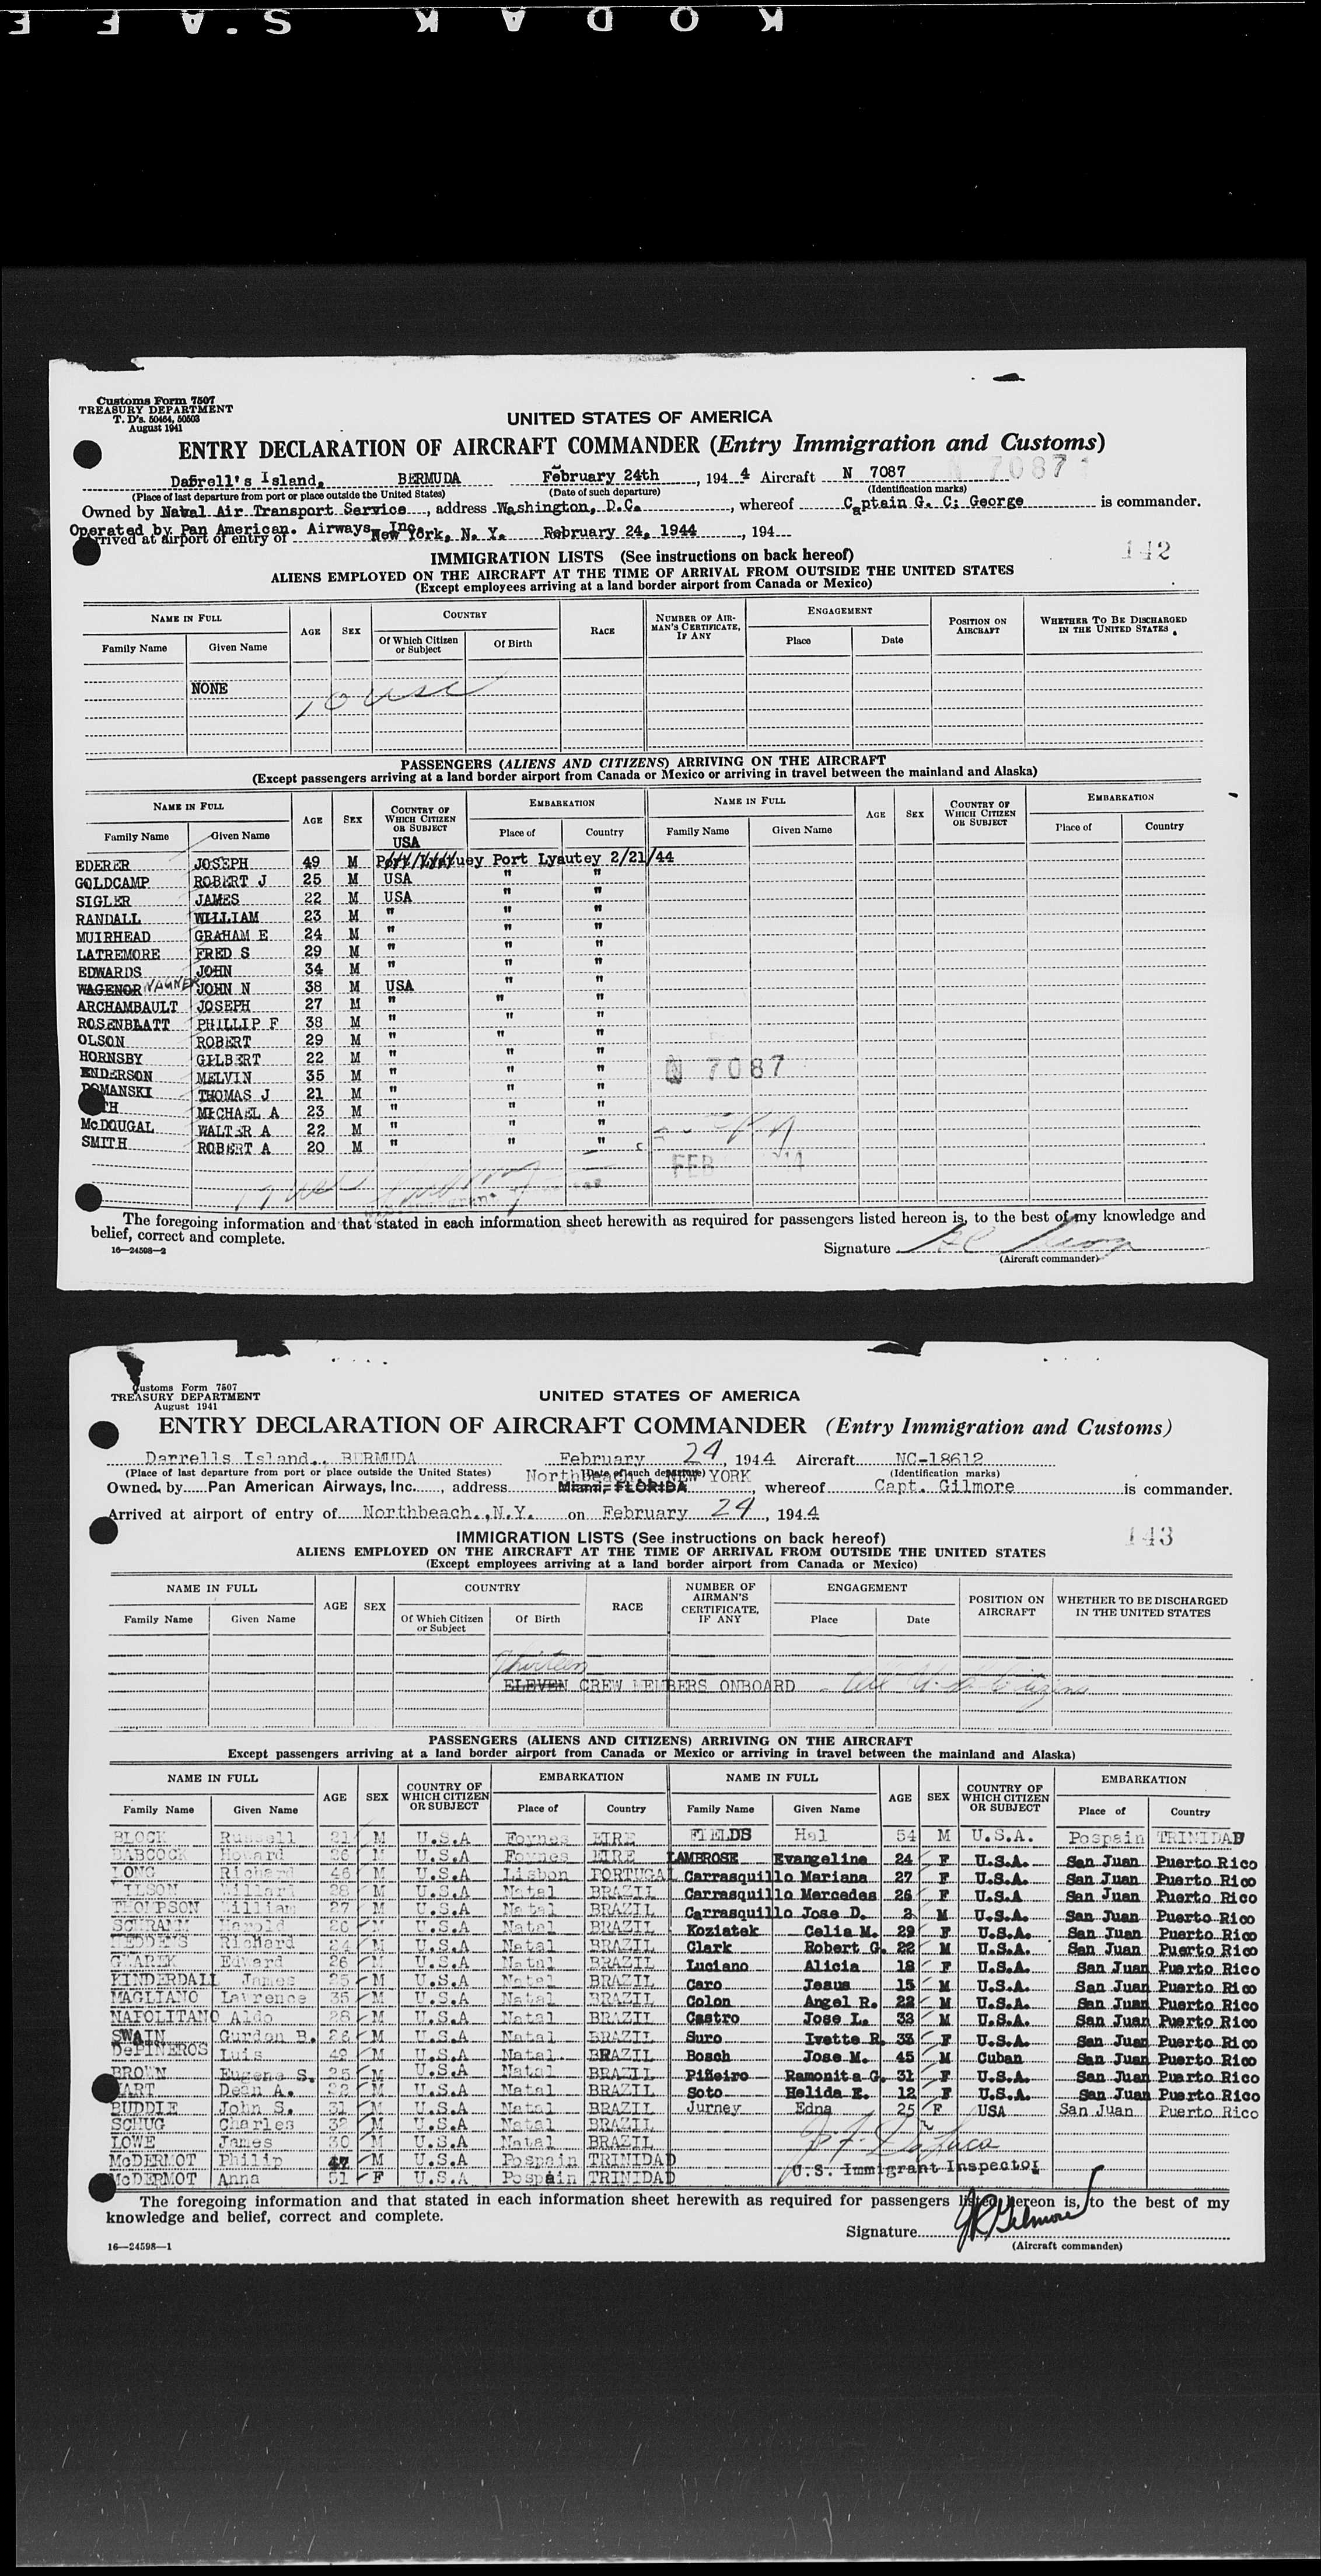 KODAK S.A F E
Customs Form 7507
TREASURY DEPARTMENT
T. D's. 50464, 50503
August 1941
UNITED STATES OF AMERICA
ENTRY DECLARATION OF AIRCRAFT COMMANDER (Entry Immigration and Customs)
Darrell's Island, BERMUDA February 24th, 1944 Aircraft N 7087 N 7087
(Place of last departure from port or place outside the United States) (Date of such departure) (Identification marks)
Owned by Naval Air Transport Service, address Washington, D.C., whereof Captain G. C. George is commander.
Operated by Pan American. Airways, Inc.
Arrived at airport of entry of New York, N. Y. February 24, 1944, 194
142
IMMIGRATION LISTS (See instructions on back hereof)
ALIENS EMPLOYED ON THE AIRCRAFT AT THE TIME OF ARRIVAL FROM OUTSIDE THE UNITED STATES
(Except employees arriving at a land border airport from Canada or Mexico)
NAME IN FULL AGE SEX COUNTRY RACE NUMBER OF AIRMAN'S CERTIFICATE, IF ANY ENGAGEMENT POSITION ON AIRCRAFT WHETHER TO BE DISCHARGED IN THE UNITED STATES
Family Name Given Name Of Which Citizen or Subject Of Birth Place Date
NONE
10 usc
PASSENGERS (ALIENS AND CITIZENS) ARRIVING ON THE AIRCRAFT
(Except passengers arriving at a land border airport from Canada or Mexico or arriving in travel between the mainland and Alaska)
NAME IN FULL AGE SEX COUNTRY OF WHICH CITIZEN OR SUBJECT EMBARKATION NAME IN FULL AGE SEX COUNTRY OF WHICH CITIZEN OR SUBJECT EMBARKATION
Family Name Given Name Place of Country Family Name Given Name Place of Country
USA
EDERER JOSEPH 49 M Port Lyautey 2/21/44
GOLDCAMP ROBERT J 25 M USA " "
SIGLER JAMES 22 M USA " "
RANDALL WILLIAM 23 M " " "
MUIRHEAD GRAHAM E 24 M " " "
LATREMORE FRED S 29 M " " "
EDWARDS JOHN 34 M " " "
WAGENOR WAGNER JOHN N 38 M USA " "
ARCHAMBAULT JOSEPH 27 M " " "
ROSENBLATT PHILLIP F 38 M " " "
OLSON ROBERT 29 M " " "
HORNSBY GILBERT 22 M " " "
ENDERSON MELVIN 35 M " " " N 7087
DOMANSKI THOMAS J 21 M " " "
TH MICHAEL A 23 M " " "
McDOUGAL WALTER A 22 M " " "
SMITH ROBERT A 20 M " " "
FEB
17 usc
The foregoing information and that stated in each information sheet herewith as required for passengers listed hereon is, to the best of my knowledge and
belief, correct and complete.
16—24598-2
Signature
(Aircraft commander)
Customs Form 7507
TREASURY DEPARTMENT
August 1941
UNITED STATES OF AMERICA
ENTRY DECLARATION OF AIRCRAFT COMMANDER (Entry Immigration and Customs)
Darrells Island., BERMUDA February 24, 1944 Aircraft NC-18612
(Place of last departure from port or place outside the United States) (Date of such departure) (Identification marks)
Northbeach, NEW YORK
Owned by Pan American Airways, Inc., address Miami, FLORIDA, whereof Capt. Gilmore is commander.
Arrived at airport of entry of Northbeach.,N.Y. on February 24, 1944
143
IMMIGRATION LISTS (See instructions on back hereof)
ALIENS EMPLOYED ON THE AIRCRAFT AT THE TIME OF ARRIVAL FROM OUTSIDE THE UNITED STATES
(Except employees arriving at a land border airport from Canada or Mexico)
NAME IN FULL AGE SEX COUNTRY RACE NUMBER OF AIRMAN'S CERTIFICATE, IF ANY ENGAGEMENT POSITION ON AIRCRAFT WHETHER TO BE DISCHARGED IN THE UNITED STATES
Family Name Given Name Of Which Citizen or Subject Of Birth Place Date
Thirteen
ELEVEN CREW MEMBERS ONBOARD - All U.S. Citizens
PASSENGERS (ALIENS AND CITIZENS) ARRIVING ON THE AIRCRAFT
Except passengers arriving at a land border airport from Canada or Mexico or arriving in travel between the mainland and Alaska)
NAME IN FULL AGE SEX COUNTRY OF WHICH CITIZEN OR SUBJECT EMBARKATION NAME IN FULL AGE SEX COUNTRY OF WHICH CITIZEN OR SUBJECT EMBARKATION
Family Name Given Name Place of Country Family Name Given Name Place of Country
BLOCK Russell 21 M U.S.A Foynes EIRE FIELDS Hal 54 M U.S.A. Pospain TRINIDAD
BABCOCK Howard 26 M U.S.A Foynes EIRE LAMBROSE Evangeline 24 F U.S.A. San Juan Puerto Rico
LONG Richard 46 M U.S.A Lisbon PORTUGAL Carrasquillo Mariana 27 F U.S.A. San Juan Puerto Rico
WILSON Willard 28 M U.S.A Natal BRAZIL Carrasquillo Mercedes 26 F U.S.A San Juan Puerto Rico
THOMPSON William 27 M U.S.A Natal BRAZIL Carrasquillo Jose D. 2 M U.S.A. San Juan Puerto Rico
SCHRAMM Harold 26 M U.S.A Natal BRAZIL Koziatek Celia M. 29 F U.S.A. San Juan Puerto Rico
Richard 24 M U.S.A Natal BRAZIL Clark Robert G. 22 M U.S.A. San Juan Puerto Rico
Edward 26 M U.S.A Natal BRAZIL Luciano Alicia 18 F U.S.A. San Juan Puerto Rico
KINDERDALL James 25 M U.S.A Natal BRAZIL Caro Jesus 15 M U.S.A. San Juan Puerto Rico
MAGLIANO Lawrence 35 M U.S.A Natal BRAZIL Colon Angel R. 22 M U.S.A. San Juan Puerto Rico
NAPOLITANO Aldo 28 M U.S.A Natal BRAZIL Castro Jose L. 32 M U.S.A. San Juan Puerto Rico
SWAIN Gurdon B. 28 M U.S.A Natal BRAZIL Suro Ivette R. 38 F U.S.A. San Juan Puerto Rico
DePINEROS Luis 42 M U.S.A Natal BRAZIL Bosch Jose M. 45 M Cuban San Juan Puerto Rico
BROWN Eugene S. 25 M U.S.A Natal BRAZIL Piñeiro Ramonita G. 31 F U.S.A. San Juan Puerto Rico
HART Dean A. 22 M U.S.A Natal BRAZIL Soto Helida E. 12 F U.S.A. San Juan Puerto Rico
BUDDIE John S. 31 M U.S.A Natal BRAZIL Jurney Edna 25 F USA San Juan Puerto Rico
SCHUG Charles 32 M U.S.A Natal BRAZIL
LOWE James 30 M U.S.A Natal BRAZIL
McDERMOT Philip 47 M U.S.A Pospain TRINIDAD
McDERMOT Anna 51 F U.S.A Pospain TRINIDAD
U.S. Immigrant Inspector
The foregoing information and that stated in each information sheet herewith as required for passengers listed hereon is, to the best of my
knowledge and belief, correct and complete.
Signature JR Gilmore
16—24598-1
(Aircraft commander)